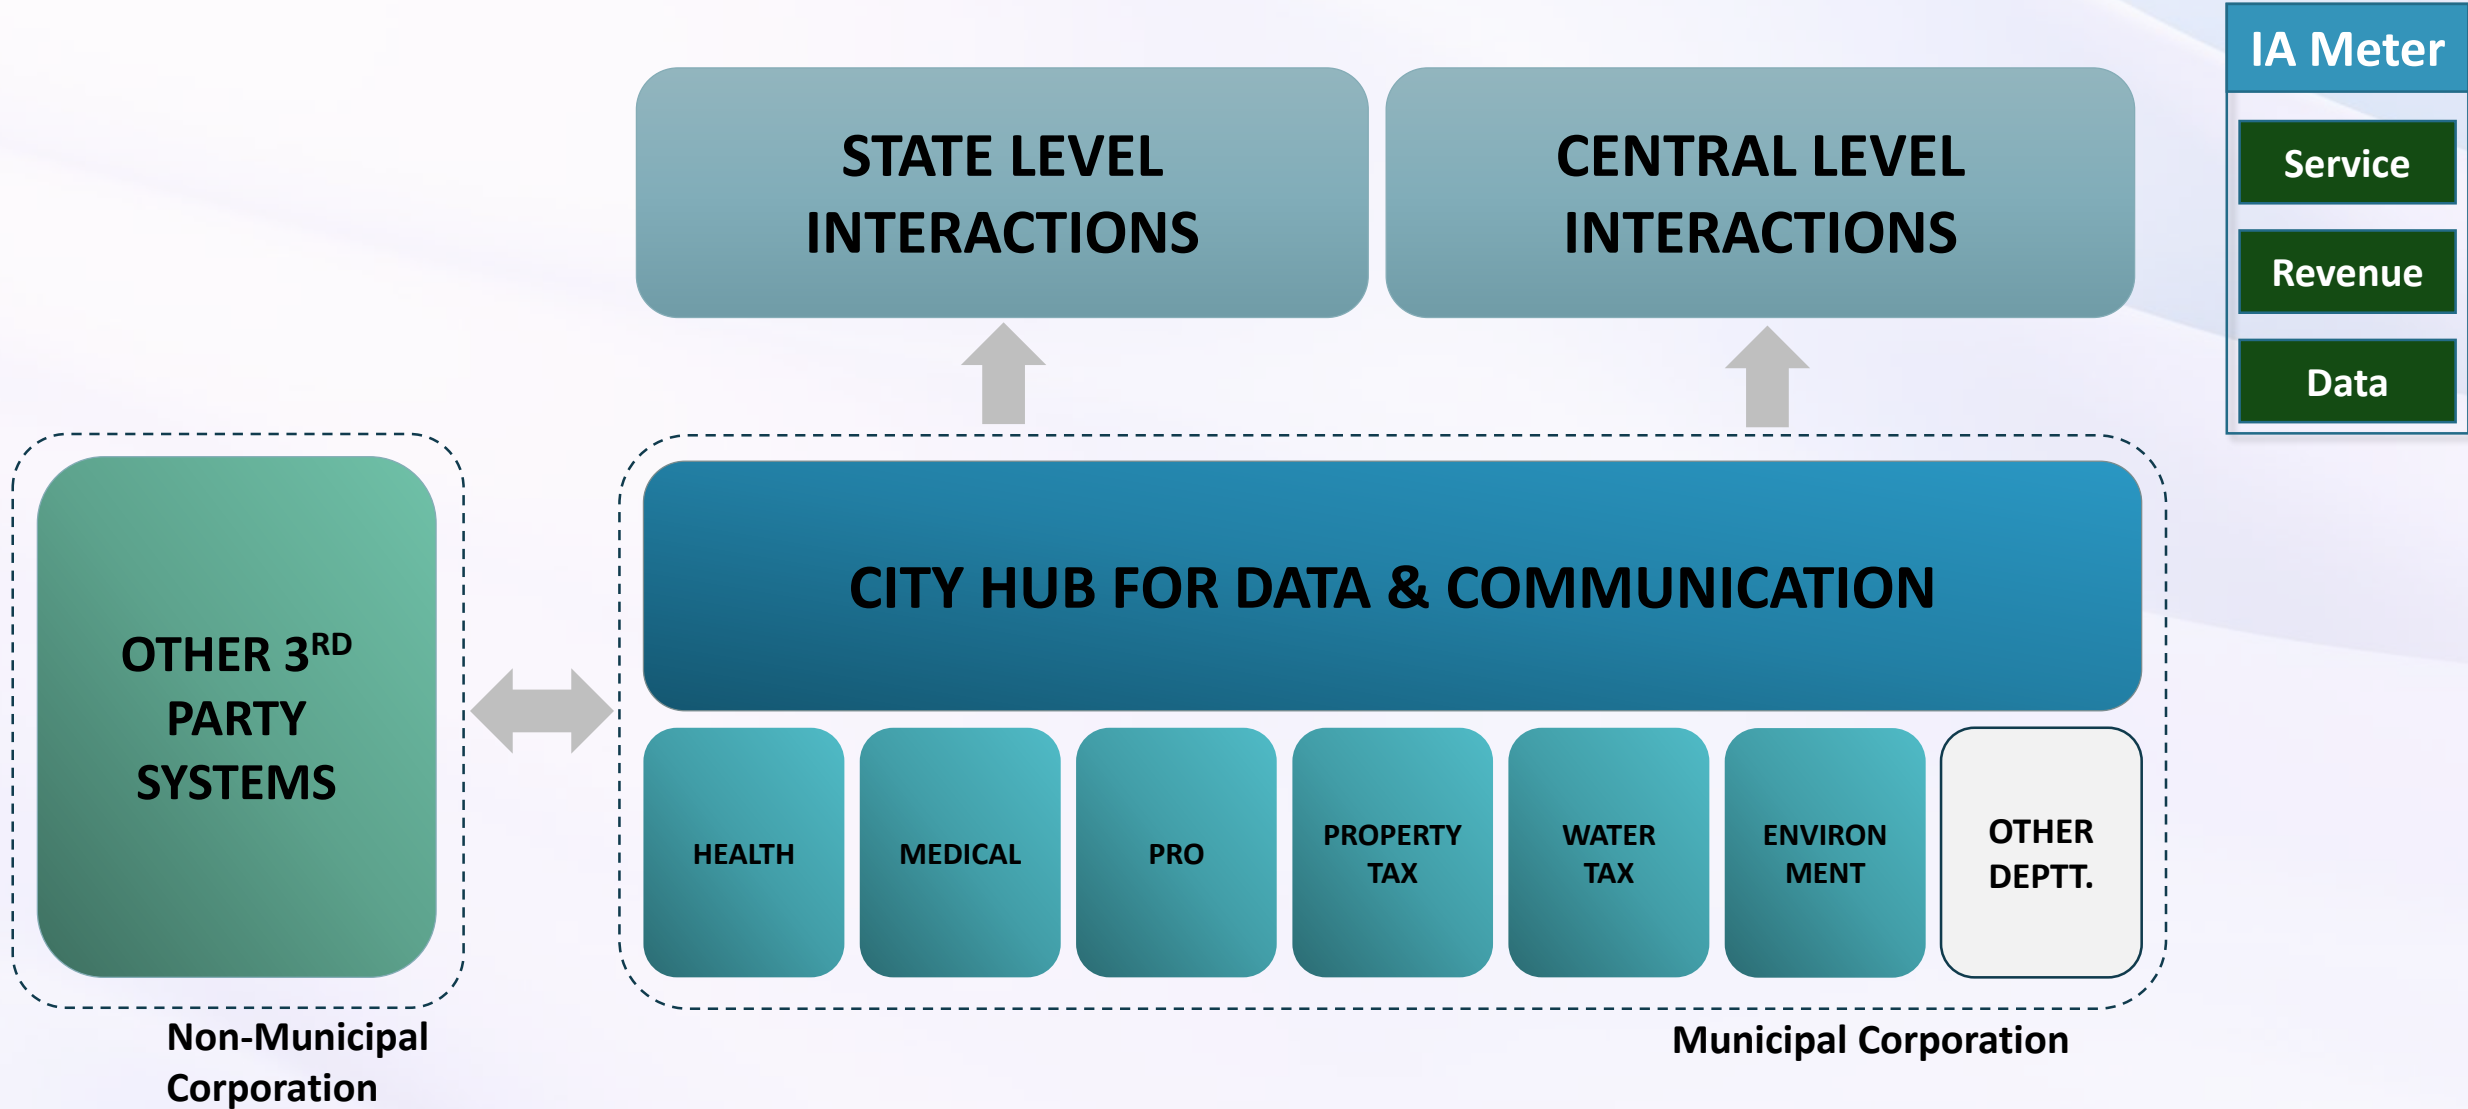 IA Meter
Service
Revenue
Data
STATE LEVEL
INTERACTIONS
CENTRAL LEVEL
INTERACTIONS
OTHER 3RD
PARTY
SYSTEMS
CITY HUB FOR DATA & COMMUNICATION
HEALTH
MEDICAL
PRO
PROPERTY
TAX
WATER
TAX
ENVIRON
MENT
OTHER
DEPTT.
Non-Municipal
Corporation
Municipal Corporation